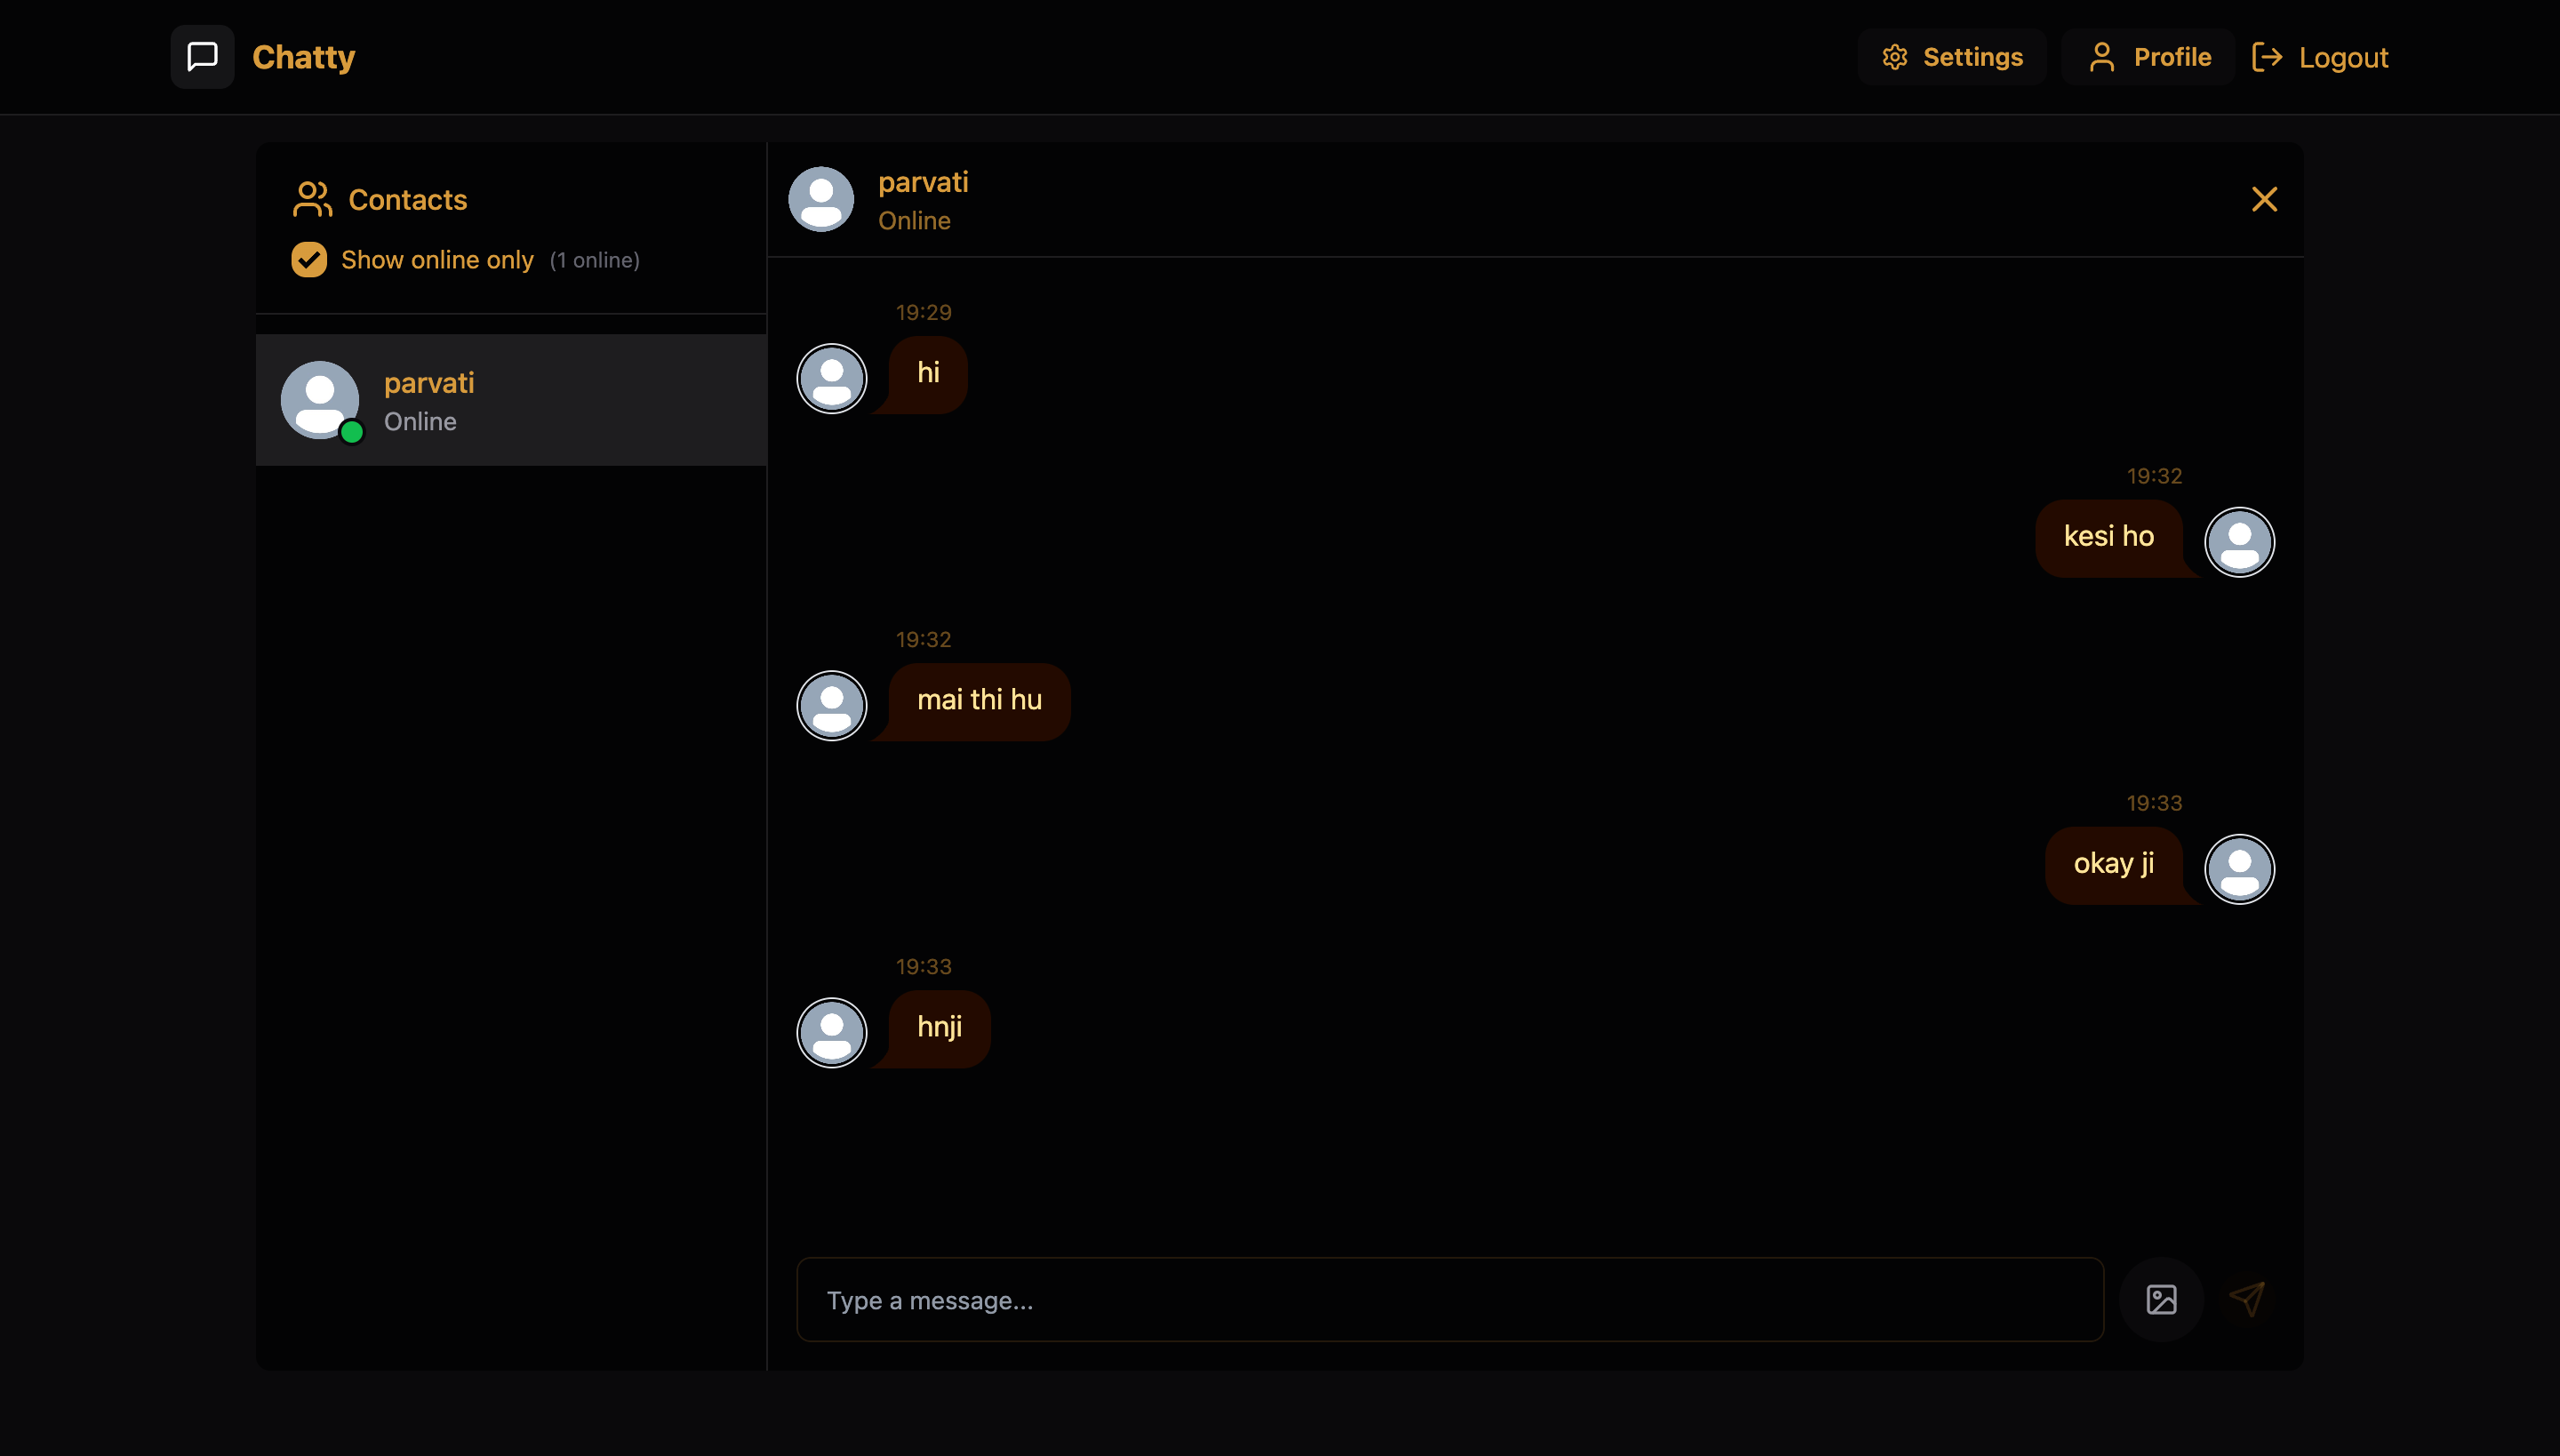 Chatty
Settings
Profile
Logout
Contacts
Show online only (1 online)
parvati
Online
parvati
Online
19:29
hi
19:32
kesi ho
19:32
mai thi hu
19:33
okay ji
19:33
hnji
Type a message...